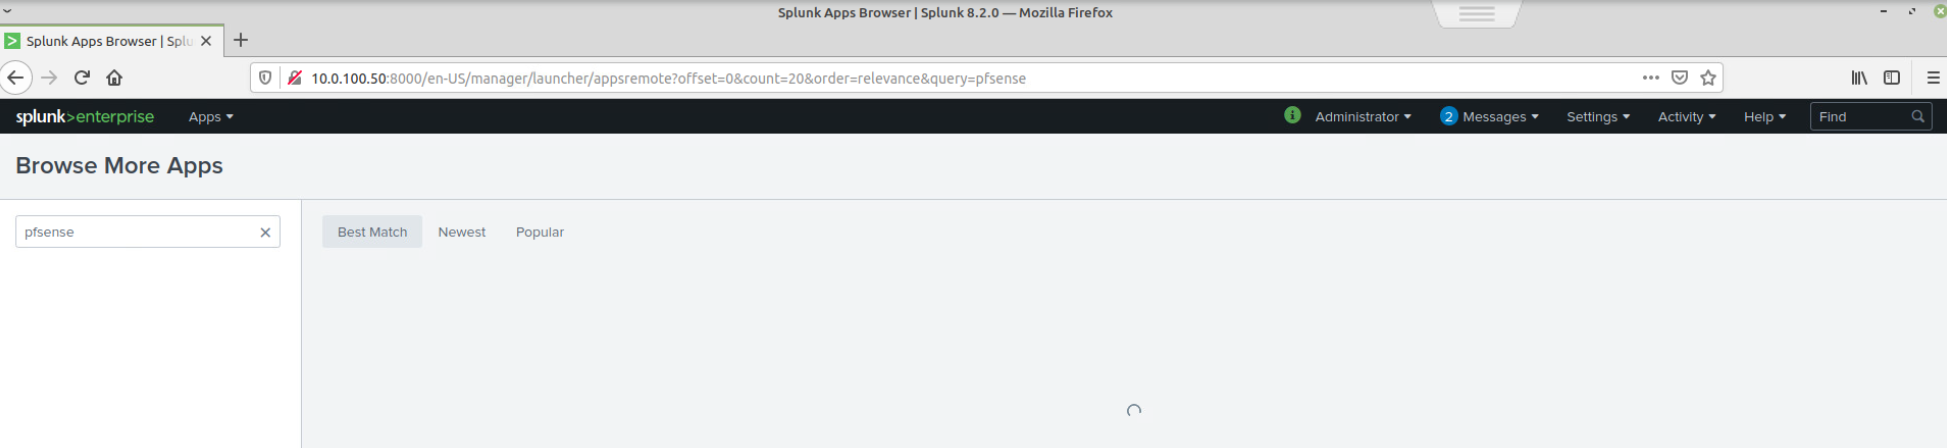 Splunk Apps Browser | Splunk 8.2.0 — Mozilla Firefox
Splunk Apps Browser | Splu
10.0.100.50:8000/en-US/manager/launcher/appsremote?offset=0&count=20&order=relevance&query=pfsense
splunk>enterprise Apps Administrator 2 Messages Settings Activity Help Find
Browse More Apps
pfsense Best Match Newest Popular